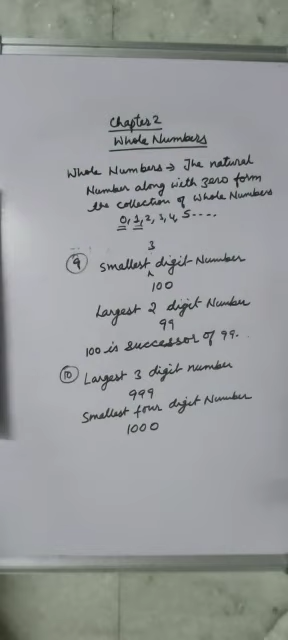 Chapter 2
Whole Numbers
Whole Numbers → The natural
Number along with zero form
the collection of Whole Numbers
0, 1, 2, 3, 4, 5 ....
9 smallest 3 digit Number
100
Largest 2 digit Number
99
100 is successor of 99.
10 Largest 3 digit number
999
Smallest four digit Number
1000